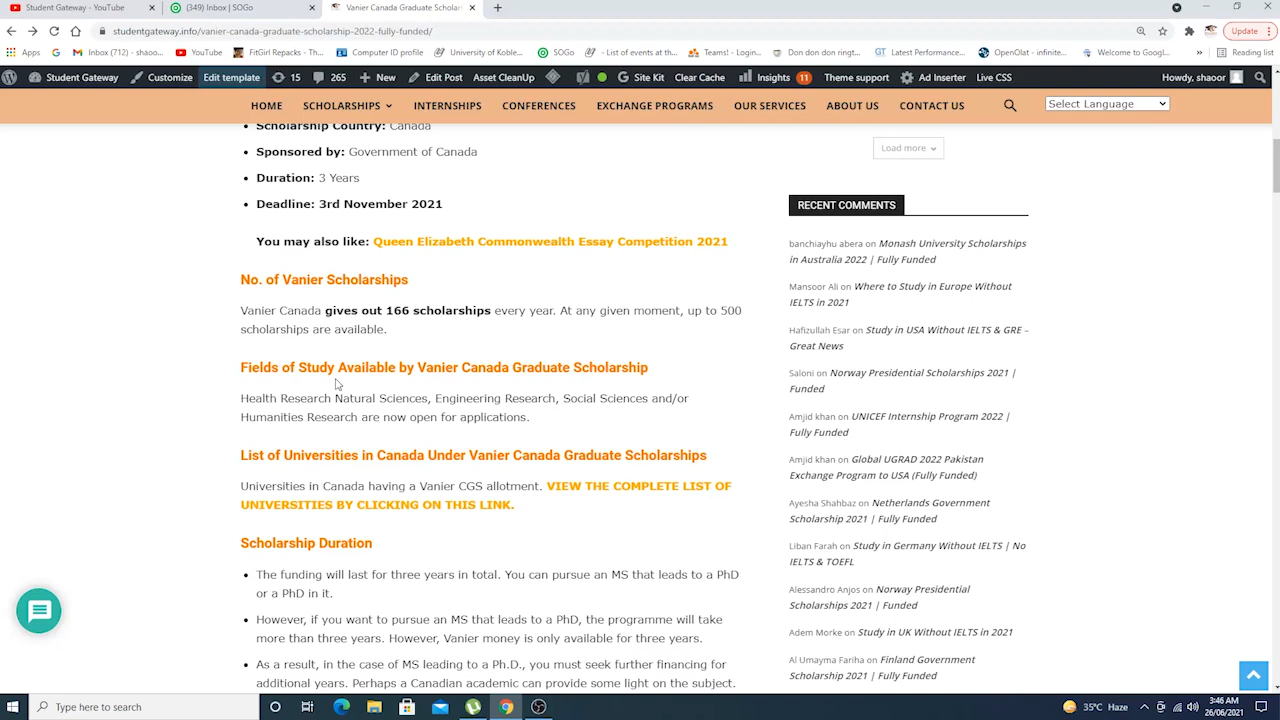 Student Gateway - YouTube
(349) Inbox | SOGo
Vanier Canada Graduate Scholar
studentgateway.info/vanier-canada-graduate-scholarship-2022-fully-funded/
Update
Apps
Inbox (712) - shaoo...
YouTube
FitGirl Repacks - Th...
Computer ID profile
University of Koble...
SOGo
- List of events at th...
Teams! - Login...
Don don don ringt...
Latest Performance...
OpenOlat - infinite...
Welcome to Googl...
»
Reading list
Student Gateway
Customize
Edit template
15
265
New
Edit Post
Asset CleanUp
Site Kit
Clear Cache
Insights 11
Theme support
Ad Inserter
Live CSS
Howdy, shaoor
HOME
SCHOLARSHIPS
INTERNSHIPS
CONFERENCES
EXCHANGE PROGRAMS
OUR SERVICES
ABOUT US
CONTACT US
Select Language
Scholarship Country: Canada
Sponsored by: Government of Canada
Duration: 3 Years
Deadline: 3rd November 2021
You may also like: Queen Elizabeth Commonwealth Essay Competition 2021
No. of Vanier Scholarships
Vanier Canada gives out 166 scholarships every year. At any given moment, up to 500
scholarships are available.
Fields of Study Available by Vanier Canada Graduate Scholarship
Health Research Natural Sciences, Engineering Research, Social Sciences and/or
Humanities Research are now open for applications.
List of Universities in Canada Under Vanier Canada Graduate Scholarships
Universities in Canada having a Vanier CGS allotment. VIEW THE COMPLETE LIST OF
UNIVERSITIES BY CLICKING ON THIS LINK.
Scholarship Duration
The funding will last for three years in total. You can pursue an MS that leads to a PhD
or a PhD in it.
However, if you want to pursue an MS that leads to a PhD, the programme will take
more than three years. However, Vanier money is only available for three years.
As a result, in the case of MS leading to a Ph.D., you must seek further financing for
additional years. Perhaps a Canadian academic can provide some light on the subject.
Load more
RECENT COMMENTS
banchiayhu abera on Monash University Scholarships
in Australia 2022 | Fully Funded
Mansoor Ali on Where to Study in Europe Without
IELTS in 2021
Hafizullah Esar on Study in USA Without IELTS & GRE –
Great News
Saloni on Norway Presidential Scholarships 2021 |
Funded
Amjid khan on UNICEF Internship Program 2022 |
Fully Funded
Amjid khan on Global UGRAD 2022 Pakistan
Exchange Program to USA (Fully Funded)
Ayesha Shahbaz on Netherlands Government
Scholarship 2021 | Fully Funded
Liban Farah on Study in Germany Without IELTS | No
IELTS & TOEFL
Alessandro Anjos on Norway Presidential
Scholarships 2021 | Funded
Adem Morke on Study in UK Without IELTS in 2021
Al Umayma Fariha on Finland Government
Scholarship 2021 | Fully Funded
Type here to search
35°C Haze
3:46 AM
26/06/2021